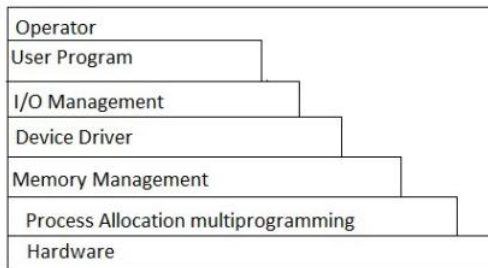 Operator
User Program
I/O Management
Device Driver
Memory Management
Process Allocation multiprogramming
Hardware